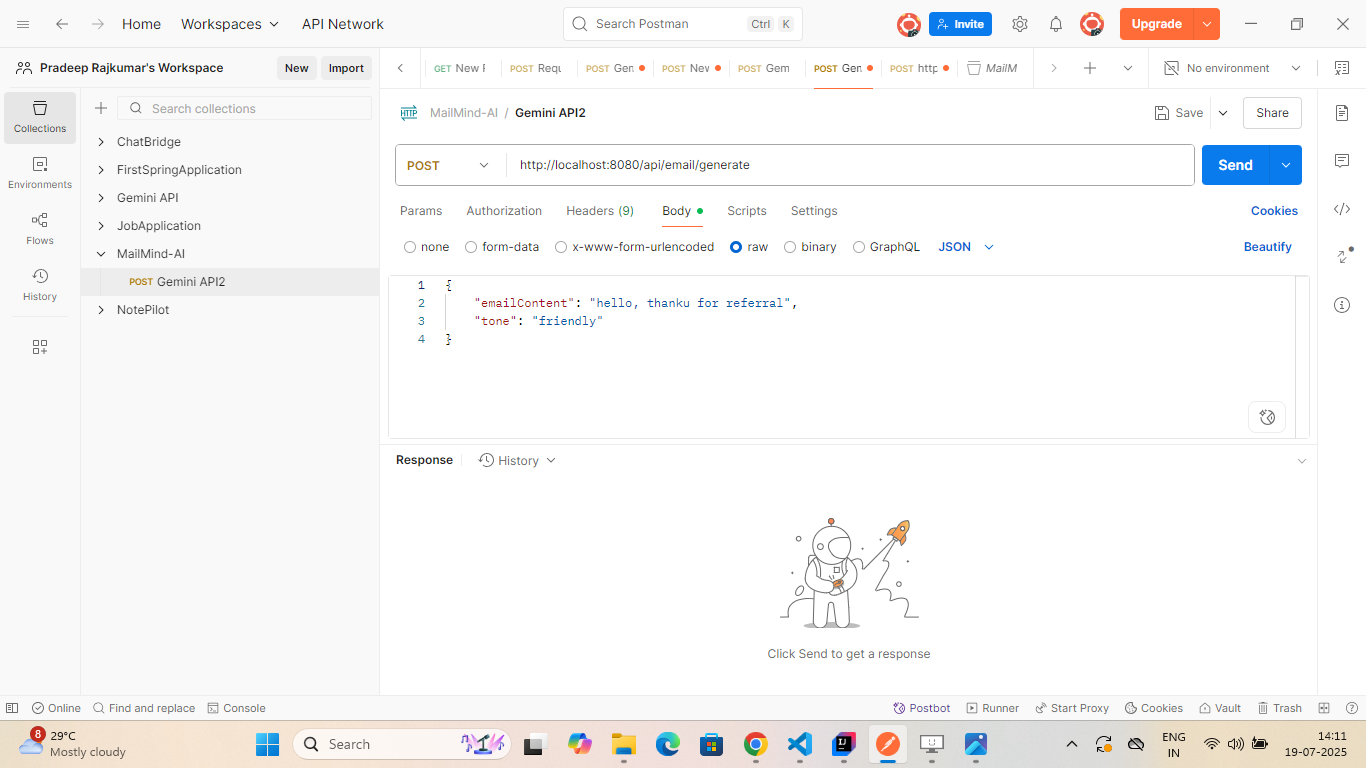 Home Workspaces API Network Search Postman Ctrl K Invite Upgrade
Pradeep Rajkumar's Workspace New Import GET New F POST Requ POST Gen POST Nev POST Gem POST Gen POST http MailM No environment
Collections Search collections HTTP MailMind-AI / Gemini API2 Save Share
ChatBridge
FirstSpringApplication
Gemini API
JobApplication
MailMind-AI
POST Gemini API2
NotePilot
Environments
Flows
History
POST http://localhost:8080/api/email/generate Send
Params Authorization Headers (9) Body Scripts Settings Cookies
none form-data x-www-form-urlencoded raw binary GraphQL JSON Beautify
1 {
2 "emailContent": "hello, thanku for referral",
3 "tone": "friendly"
4 }
Response History
Click Send to get a response
Online Find and replace Console Postbot Runner Start Proxy Cookies Vault Trash
8 29°C
Mostly cloudy
Search
ENG
IN
14:11
19-07-2025